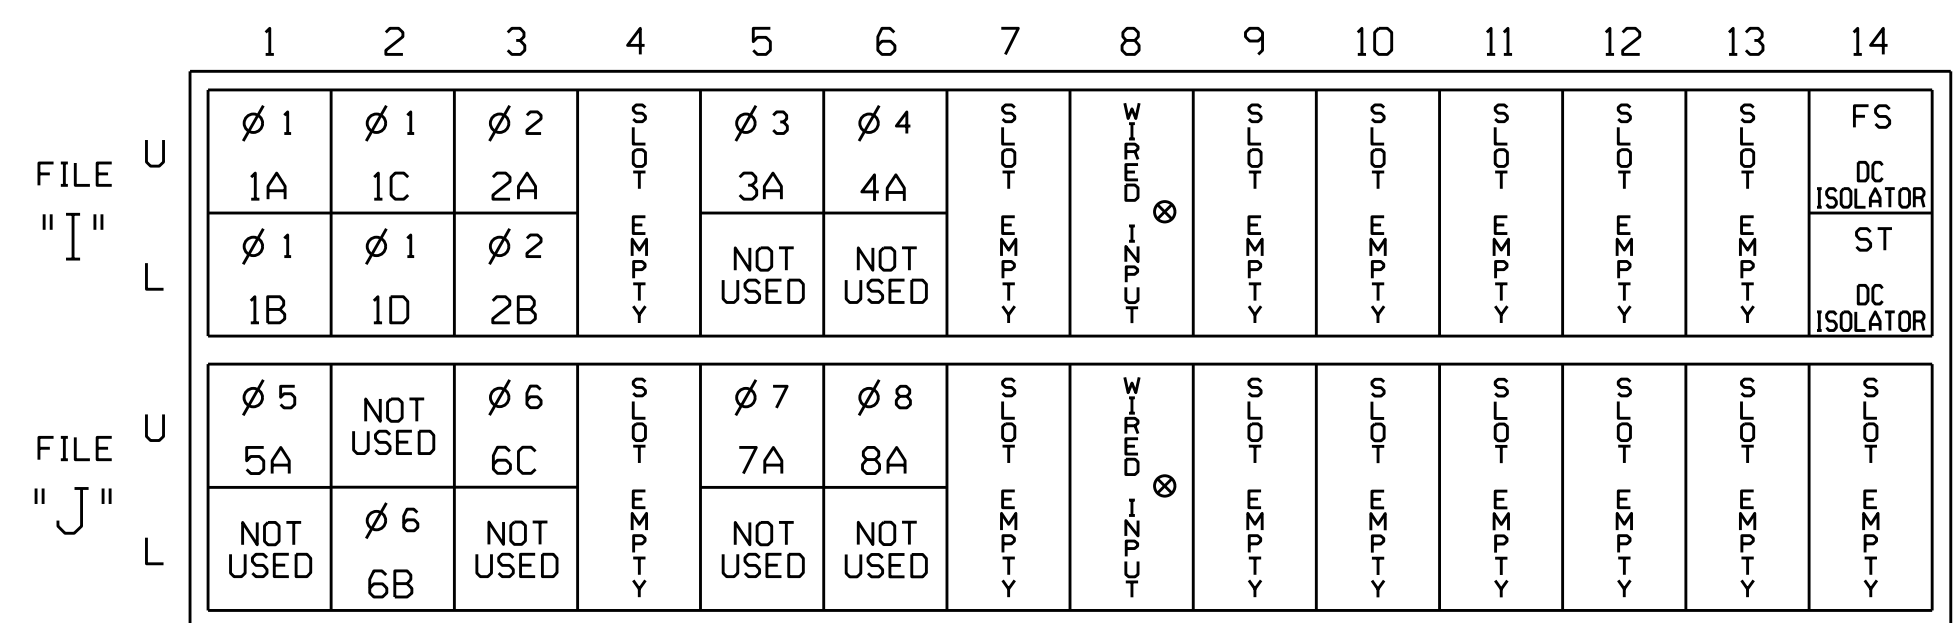 1 2 3 4 5 6 7 8 9 10 11 12 13 14
FILE "I"
U
Ø 1 1A
Ø 1 1C
Ø 2 2A
SLOT EMPTY
Ø 3 3A
Ø 4 4A
SLOT EMPTY
WIRED INPUT ⊗
SLOT EMPTY
SLOT EMPTY
SLOT EMPTY
SLOT EMPTY
SLOT EMPTY
FS
DC
ISOLATOR
L
Ø 1 1B
Ø 1 1D
Ø 2 2B
NOT
USED
NOT
USED
ST
DC
ISOLATOR
FILE "J"
U
Ø 5 5A
NOT
USED
Ø 6 6C
SLOT EMPTY
Ø 7 7A
Ø 8 8A
SLOT EMPTY
WIRED INPUT ⊗
SLOT EMPTY
SLOT EMPTY
SLOT EMPTY
SLOT EMPTY
SLOT EMPTY
SLOT EMPTY
L
NOT
USED
Ø 6 6B
NOT
USED
NOT
USED
NOT
USED